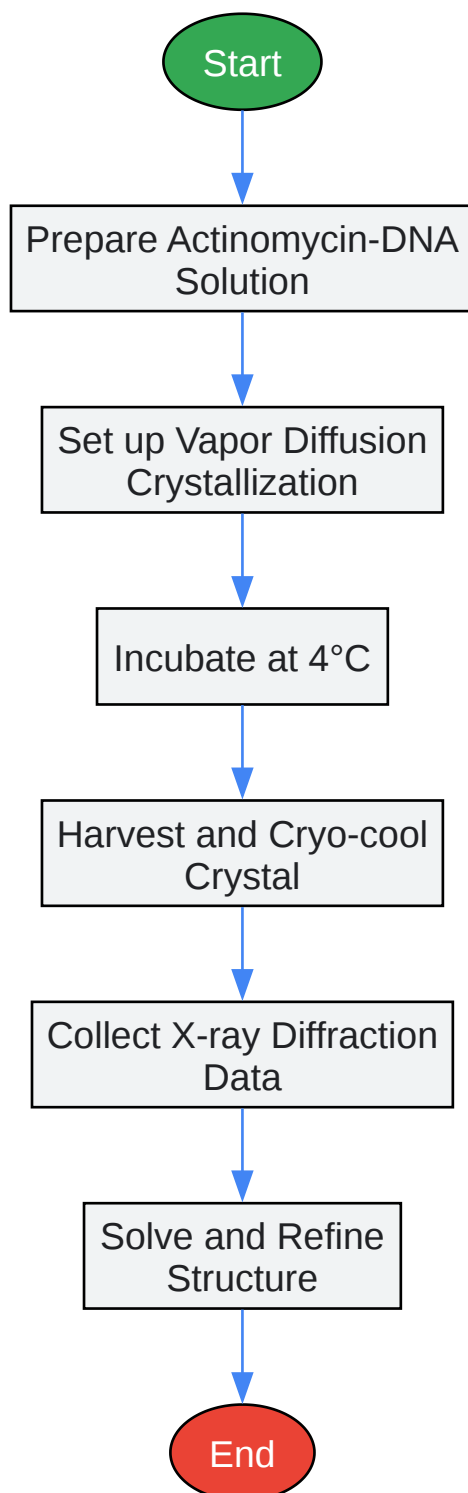 Start
Prepare Actinomycin-DNA
Solution
Set up Vapor Diffusion
Crystallization
Incubate at 4°C
Harvest and Cryo-cool
Crystal
Collect X-ray Diffraction
Data
Solve and Refine
Structure
End